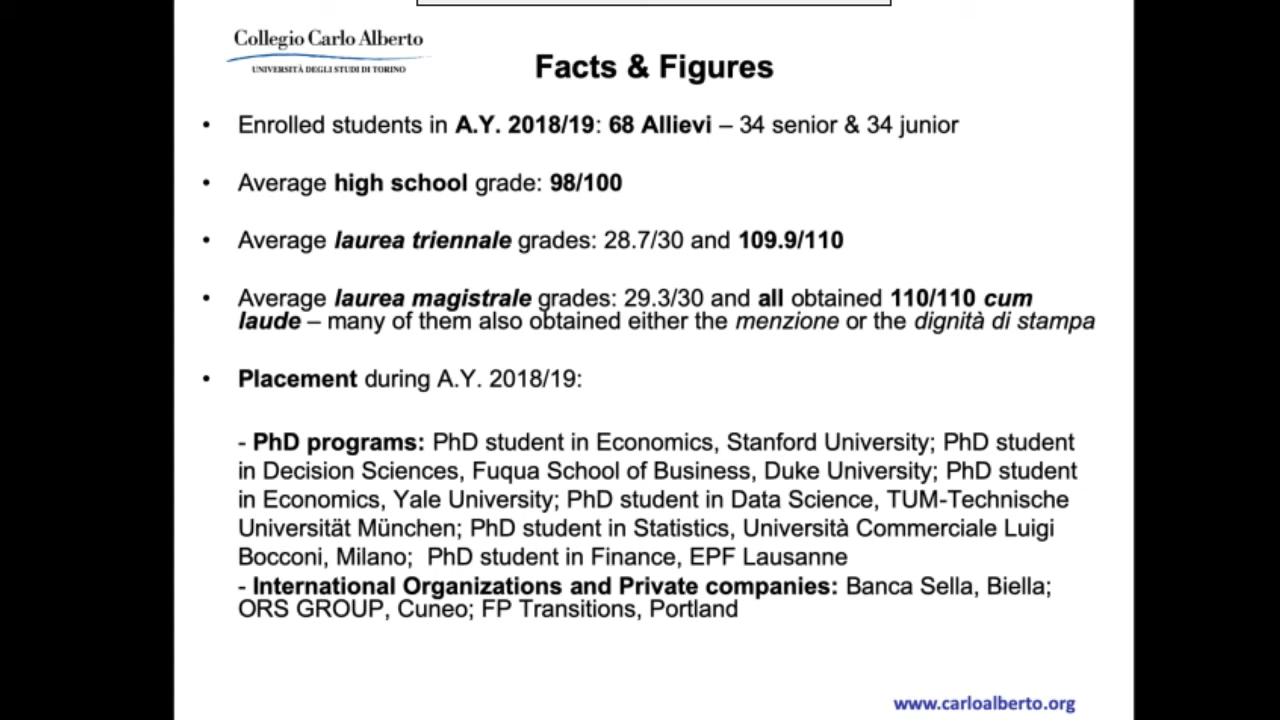 Collegio Carlo Alberto
UNIVERSITÀ DEGLI STUDI DI TORINO
Facts & Figures
• Enrolled students in A.Y. 2018/19: 68 Allievi – 34 senior & 34 junior
• Average high school grade: 98/100
• Average laurea triennale grades: 28.7/30 and 109.9/110
• Average laurea magistrale grades: 29.3/30 and all obtained 110/110 cum
laude – many of them also obtained either the menzione or the dignità di stampa
• Placement during A.Y. 2018/19:
- PhD programs: PhD student in Economics, Stanford University; PhD student
in Decision Sciences, Fuqua School of Business, Duke University; PhD student
in Economics, Yale University; PhD student in Data Science, TUM-Technische
Universität München; PhD student in Statistics, Università Commerciale Luigi
Bocconi, Milano; PhD student in Finance, EPF Lausanne
- International Organizations and Private companies: Banca Sella, Biella;
ORS GROUP, Cuneo; FP Transitions, Portland
www.carloalberto.org